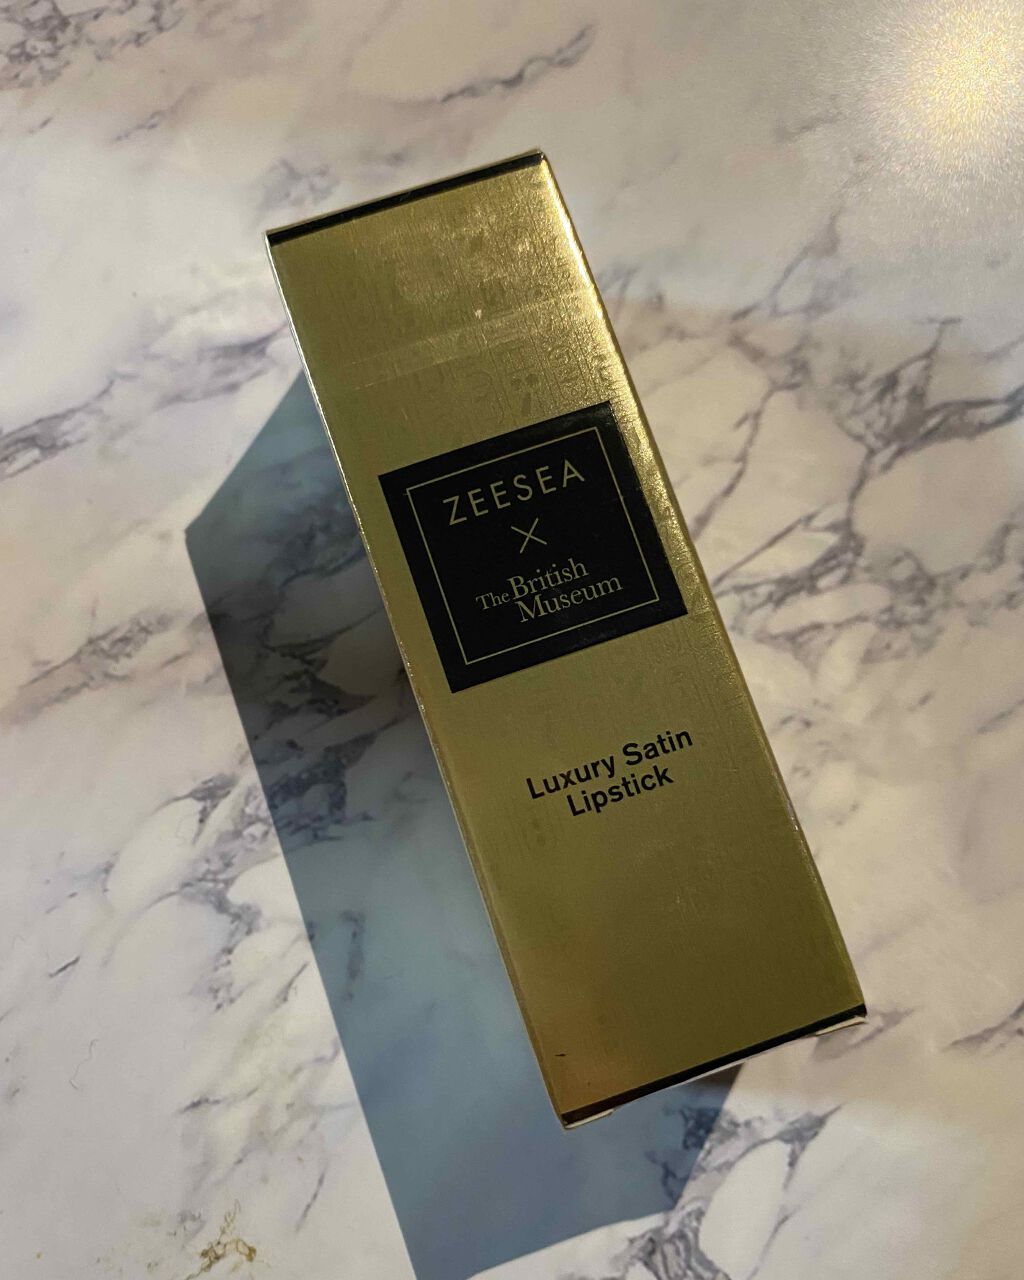 ZEESEA
×
The British
Museum
Luxury Satin
Lipstick